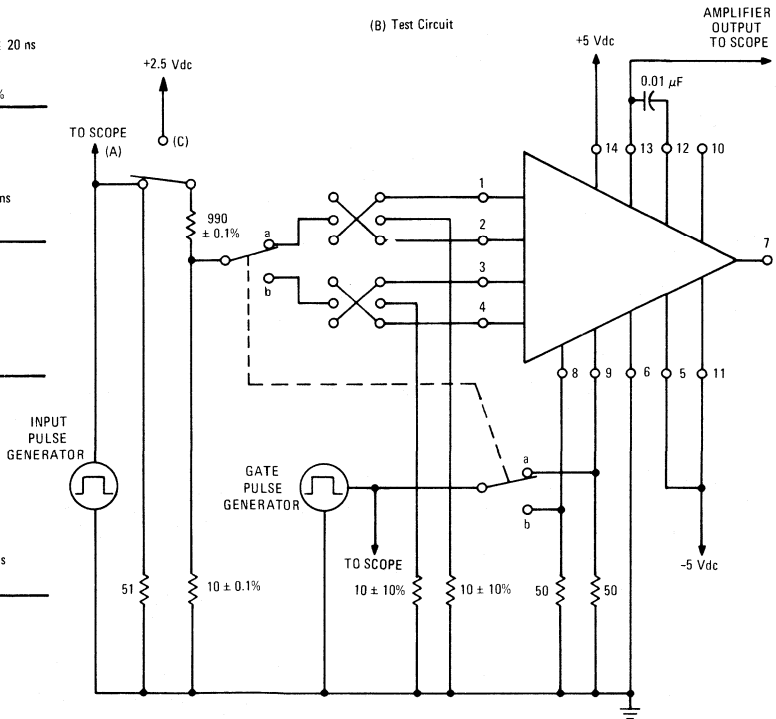 (B) Test Circuit
AMPLIFIER
OUTPUT
TO SCOPE
20 ns
+5 Vdc
+2.5 Vdc
0.01 μF
%
TO SCOPE
(A)
(C)
14
13
12
10
ns
990
± 0.1%
a
b
1
2
3
4
7
8
9
6
5
11
INPUT
PULSE
GENERATOR
GATE
PULSE
GENERATOR
a
b
TO SCOPE
-5 Vdc
s
51
10 ± 0.1%
10 ± 10%
10 ± 10%
50
50